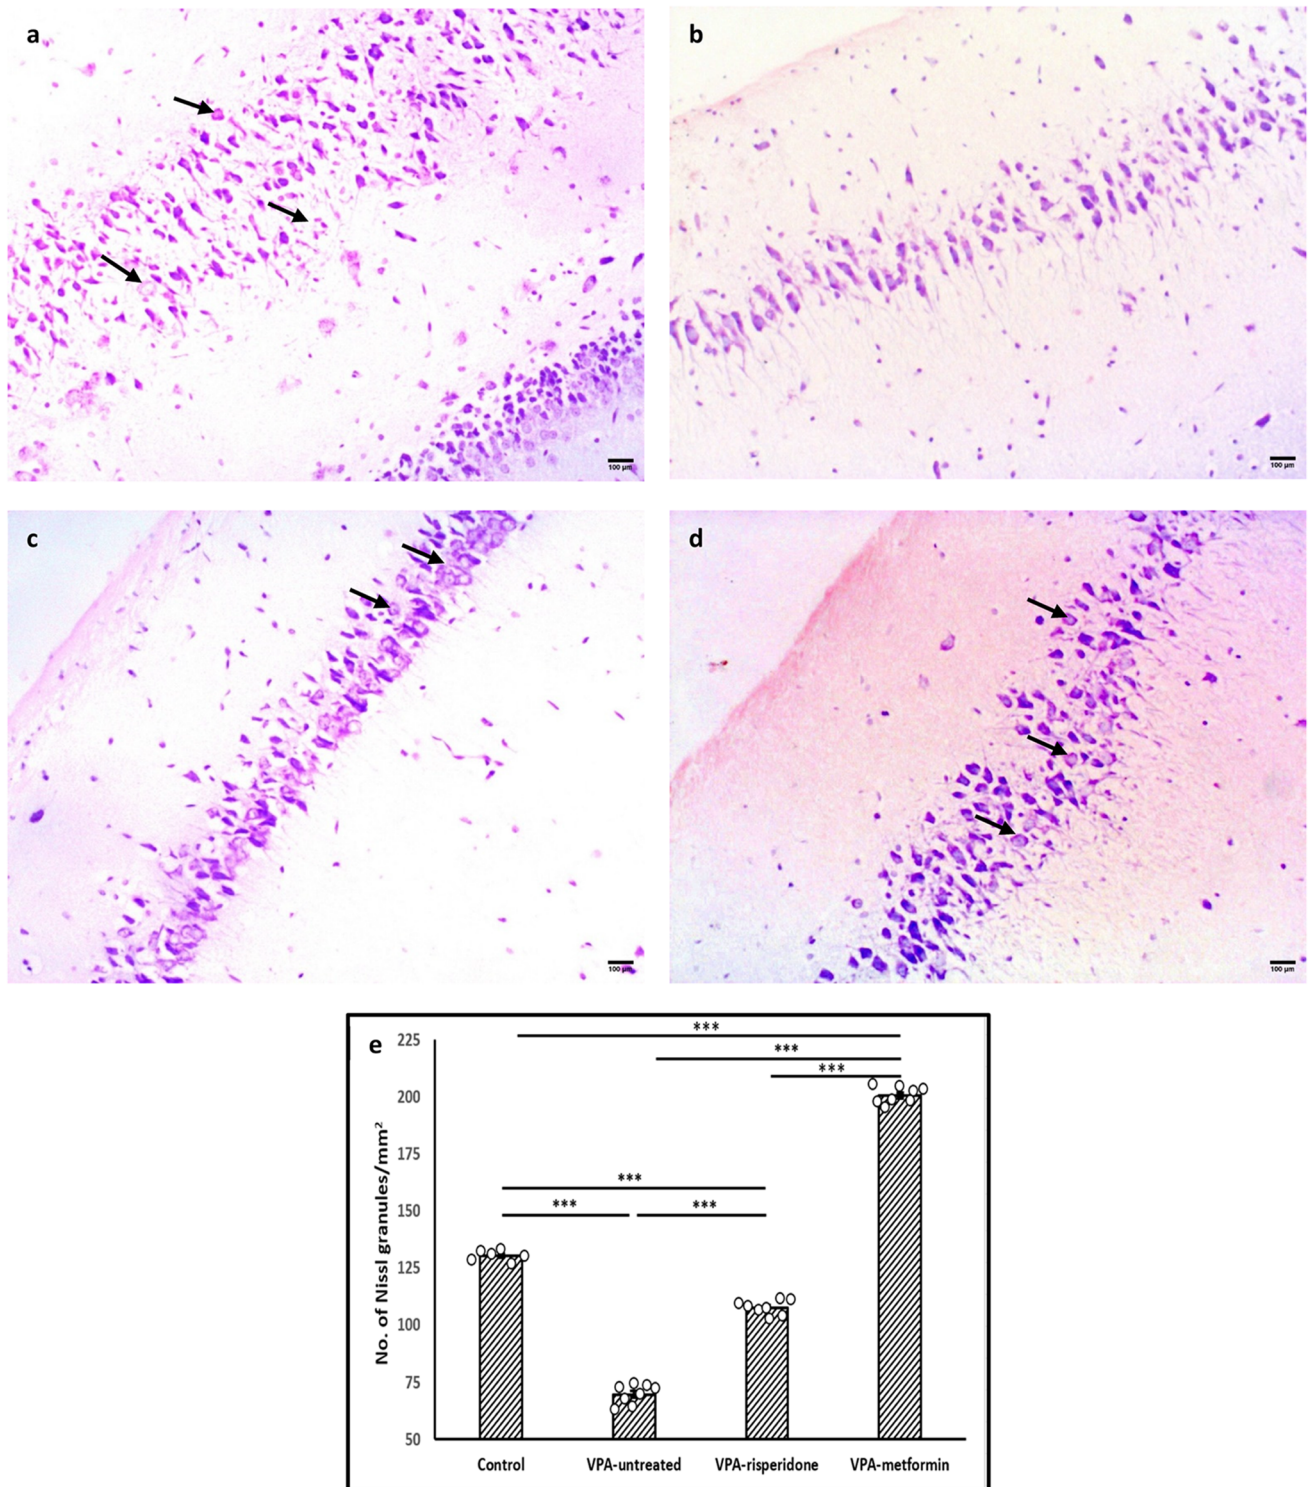 a
b
100 µm
100 µm
c
d
100 µm
100 µm
e
***
***
***
***
***
***
225
200
175
150
125
100
75
50
No. of Nissl granules/mm²
Control
VPA-untreated
VPA-risperidone
VPA-metformin